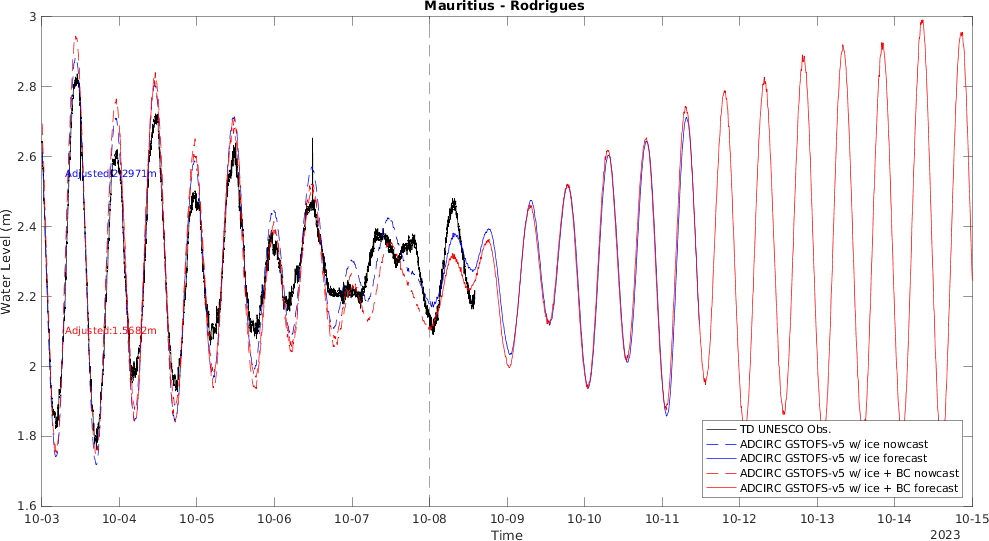 Mauritius - Rodrigues
3
2.8
2.6
2.4
2.2
2
1.8
1.6
Water Level (m)
Adjusted:2.2971m
Adjusted:1.5682m
TD UNESCO Obs.
ADCIRC GSTOFS-v5 w/ ice nowcast
ADCIRC GSTOFS-v5 w/ ice forecast
ADCIRC GSTOFS-v5 w/ ice + BC nowcast
ADCIRC GSTOFS-v5 w/ ice + BC forecast
10-03 10-04 10-05 10-06 10-07 10-08 10-09 10-10 10-11 10-12 10-13 10-14 10-15
Time
2023